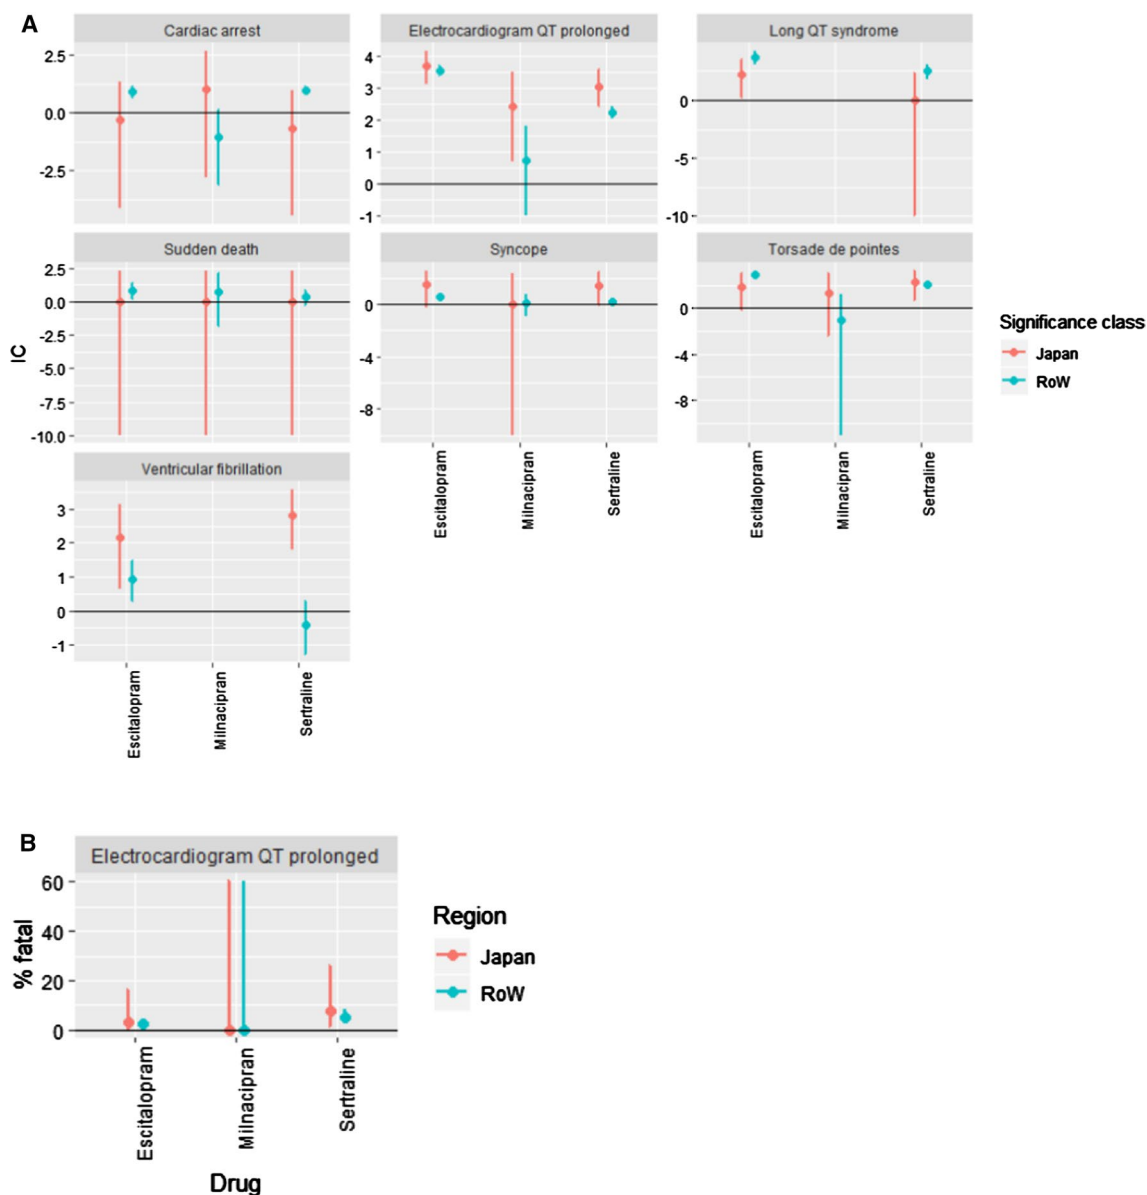 A
Cardiac arrest
Electrocardiogram QT prolonged
Long QT syndrome
2.5
0.0
-2.5
4
3
2
1
0
-1
0
-5
-10
Sudden death
Syncope
Torsade de pointes
2.5
0.0
-2.5
-5.0
-7.5
-10.0
0
-4
-8
0
-4
-8
IC
Significance class
Japan
RoW
Escitalopram
Milnacipran
Sertraline
Escitalopram
Milnacipran
Sertraline
Ventricular fibrillation
3
2
1
0
-1
Escitalopram
Milnacipran
Sertraline
B
Electrocardiogram QT prolonged
60
40
20
0
% fatal
Region
Japan
RoW
Escitalopram
Milnacipran
Sertraline
Drug